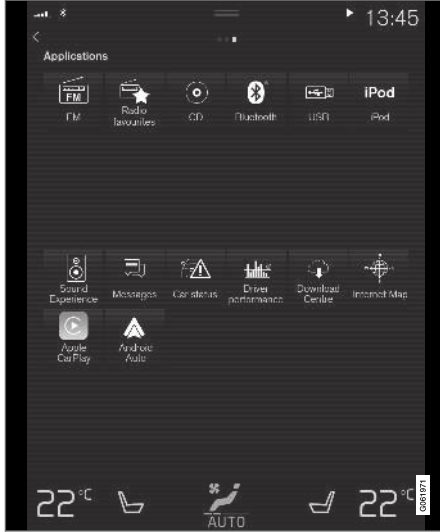 13:45
Applications
FM
iPod
FM
Radio
favourites
CD
Bluetooth
USB
iPod
Sound
Experience
Messages
Car status
Driver
performance
Download
Centre
Internet Map
Apple
CarPlay
Android
Auto
22°C
AUTO
22°C
G061971